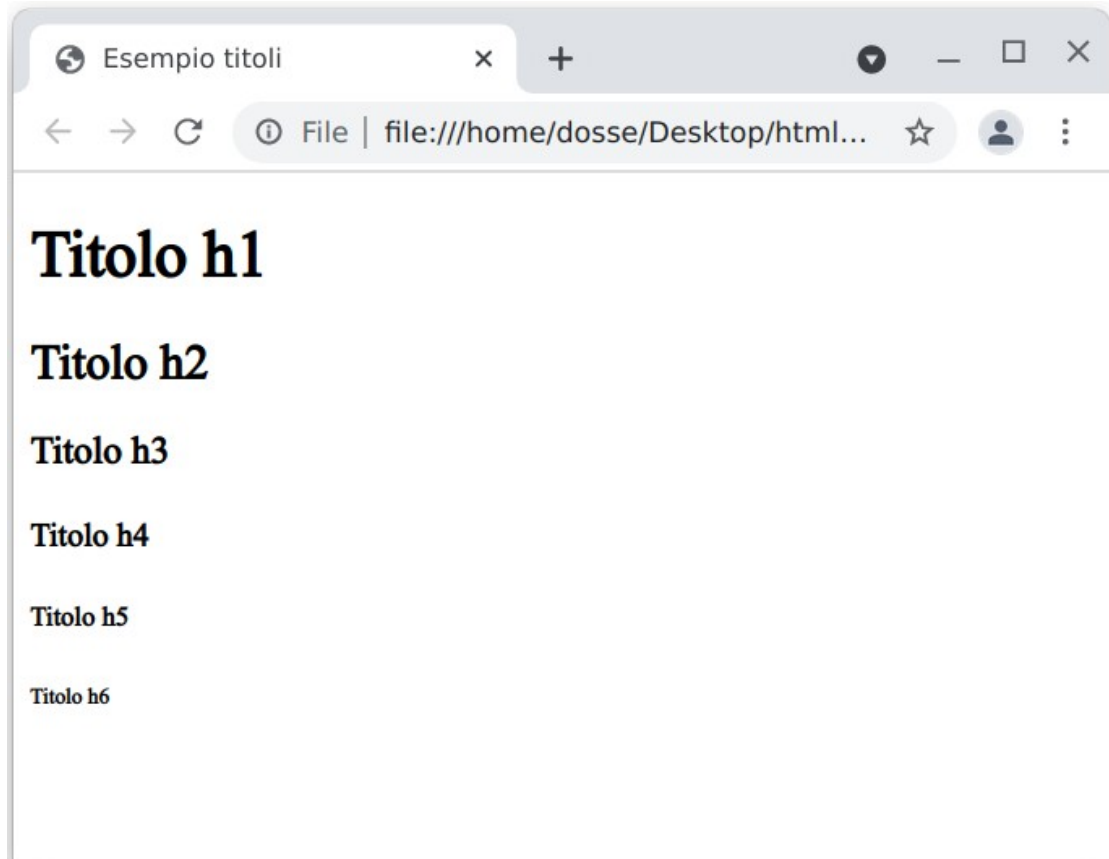 Esempio titoli
File | file:///home/dosse/Desktop/html...
Titolo h1
Titolo h2
Titolo h3
Titolo h4
Titolo h5
Titolo h6